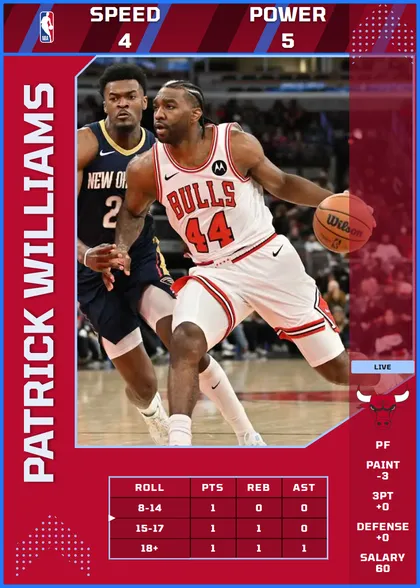 SPEED
4
POWER
5
PATRICK WILLIAMS
NEW
2
BULLS
44
Wilson
LIVE
PF
PAINT
-3
3PT
+0
DEFENSE
+0
SALARY
60
ROLL PTS REB AST
8-14 1 0 0
15-17 1 1 0
18+ 1 1 1